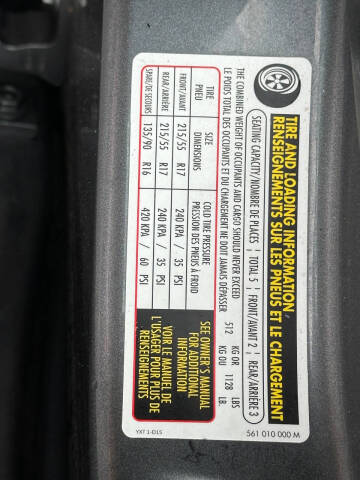 TIRE AND LOADING INFORMATION
RENSEIGNEMENTS SUR LES PNEUS ET LE CHARGEMENT
SEATING CAPACITY/NOMBRE DE PLACES | TOTAL 5 | FRONT/AVANT 2 | REAR/ARRIÈRE 3
THE COMBINED WEIGHT OF OCCUPANTS AND CARGO SHOULD NEVER EXCEED 512 KG OR 1128 LBS
LE POIDS TOTAL DES OCCUPANTS ET DU CHARGEMENT NE DOIT JAMAIS DÉPASSER KG OU LB.
TIRE SIZE COLD TIRE PRESSURE
PNEU DIMENSIONS PRESSION DES PNEUS À FROID
FRONT/AVANT 215/55 R17 240 KPA / 35 PSI
REAR/ARRIÈRE 215/55 R17 240 KPA / 35 PSI
SPARE/DE SECOURS 135/90 R16 420 KPA / 60 PSI
SEE OWNER'S MANUAL
FOR ADDITIONAL
INFORMATION
VOIR LE MANUEL DE
L'USAGER POUR PLUS DE
RENSEIGNEMENTS
561 010 000 M
YXT 1-D1S